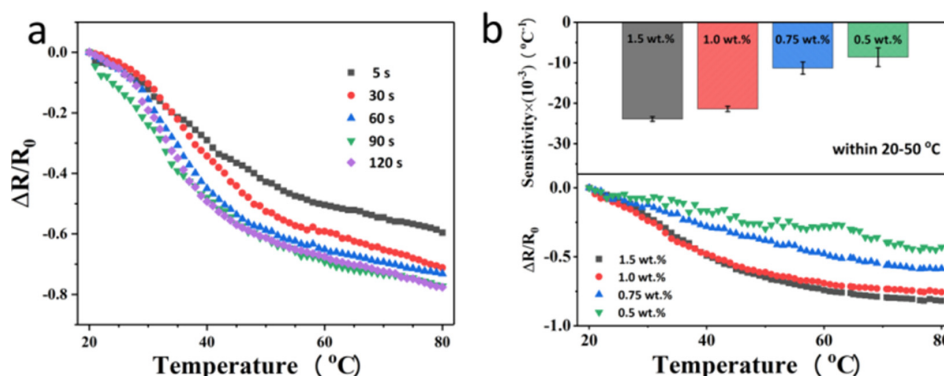 a
0.0
-0.2
-0.4
-0.6
-0.8
ΔR/R0
5 s
30 s
60 s
90 s
120 s
20
40
60
80
Temperature ( °C)
b
0
-10
-20
-30
Sensitivity×(10⁻³) ( °C⁻¹)
1.5 wt.%
1.0 wt.%
0.75 wt.%
0.5 wt.%
within 20-50 °C
0.0
-0.5
-1.0
ΔR/R0
1.5 wt.%
1.0 wt.%
0.75 wt.%
0.5 wt.%
20
40
60
80
Temperature ( °C)